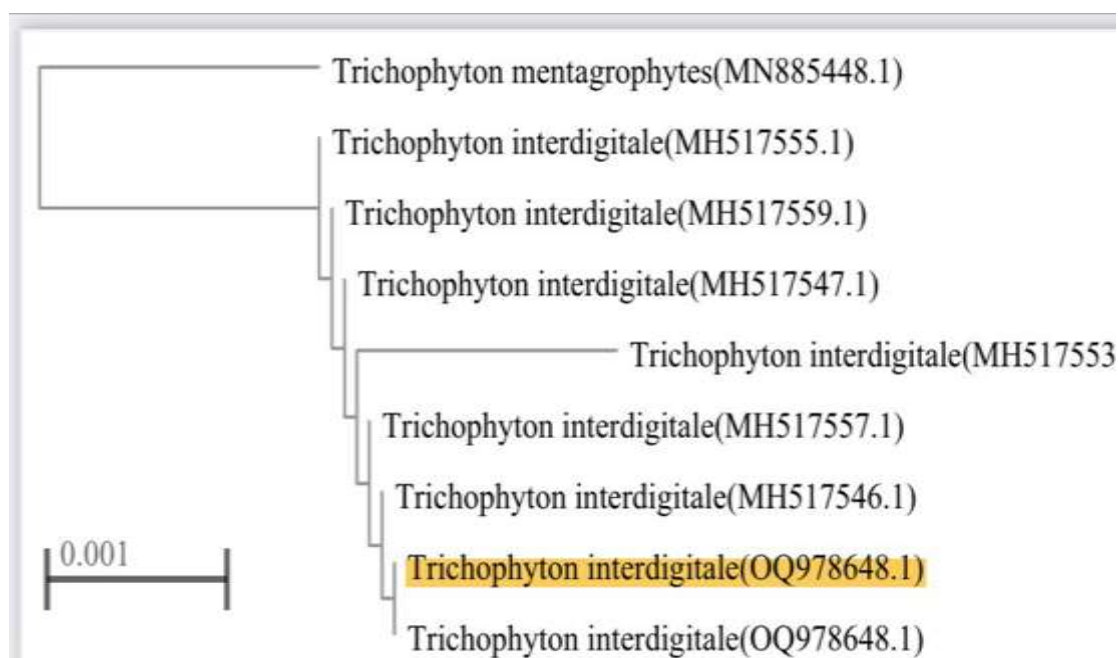 Trichophyton mentagrophytes(MN885448.1)
Trichophyton interdigitale(MH517555.1)
Trichophyton interdigitale(MH517559.1)
Trichophyton interdigitale(MH517547.1)
Trichophyton interdigitale(MH517553
Trichophyton interdigitale(MH517557.1)
Trichophyton interdigitale(MH517546.1)
0.001
Trichophyton interdigitale(OQ978648.1)
Trichophyton interdigitale(OQ978648.1)